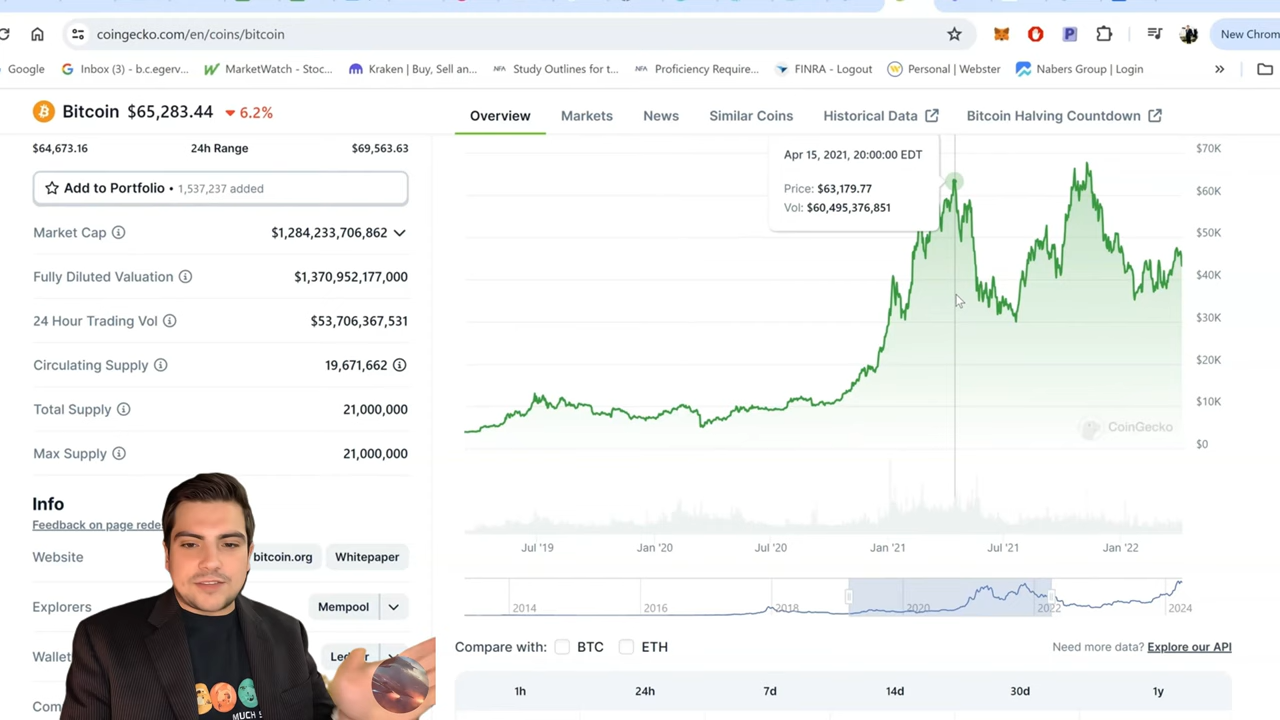 coingecko.com/en/coins/bitcoin
New Chrom
Google
Inbox (3) - b.c.egerv...
MarketWatch - Stoc...
Kraken | Buy, Sell an...
NFA Study Outlines for t...
NFA Proficiency Require...
FINRA - Logout
Personal | Webster
Nabers Group | Login
Bitcoin $65,283.44 6.2%
Overview
Markets
News
Similar Coins
Historical Data
Bitcoin Halving Countdown
$64,673.16 24h Range $69,563.63
Add to Portfolio • 1,537,237 added
Market Cap $1,284,233,706,862
Fully Diluted Valuation $1,370,952,177,000
24 Hour Trading Vol $53,706,367,531
Circulating Supply 19,671,662
Total Supply 21,000,000
Max Supply 21,000,000
Info
Feedback on page rede
Website bitcoin.org Whitepaper
Explorers Mempool
Wallet
MUCH
Apr 15, 2021, 20:00:00 EDT
Price: $63,179.77
Vol: $60,495,376,851
$70K
$60K
$50K
$40K
$30K
$20K
$10K
$0
CoinGecko
Jul '19 Jan '20 Jul '20 Jan '21 Jul '21 Jan '22
2014 2016 2018 2020 2022 2024
Compare with: BTC ETH
Need more data? Explore our API
1h 24h 7d 14d 30d 1y